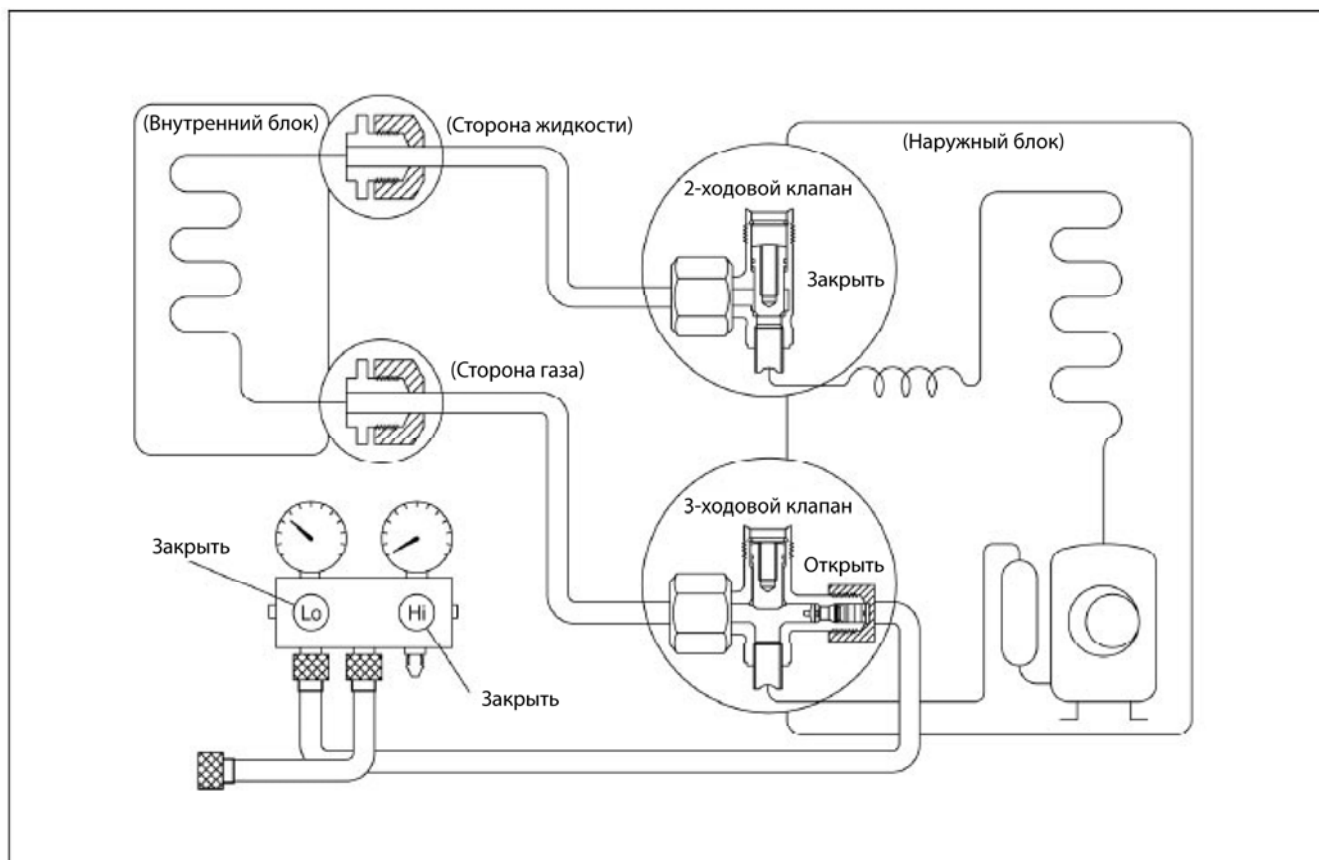 (Внутренний блок)
(Сторона жидкости)
(Наружный блок)
2-ходовой клапан
Закрыть
(Сторона газа)
3-ходовой клапан
Открыть
Закрыть
Lo
Hi
Закрыть